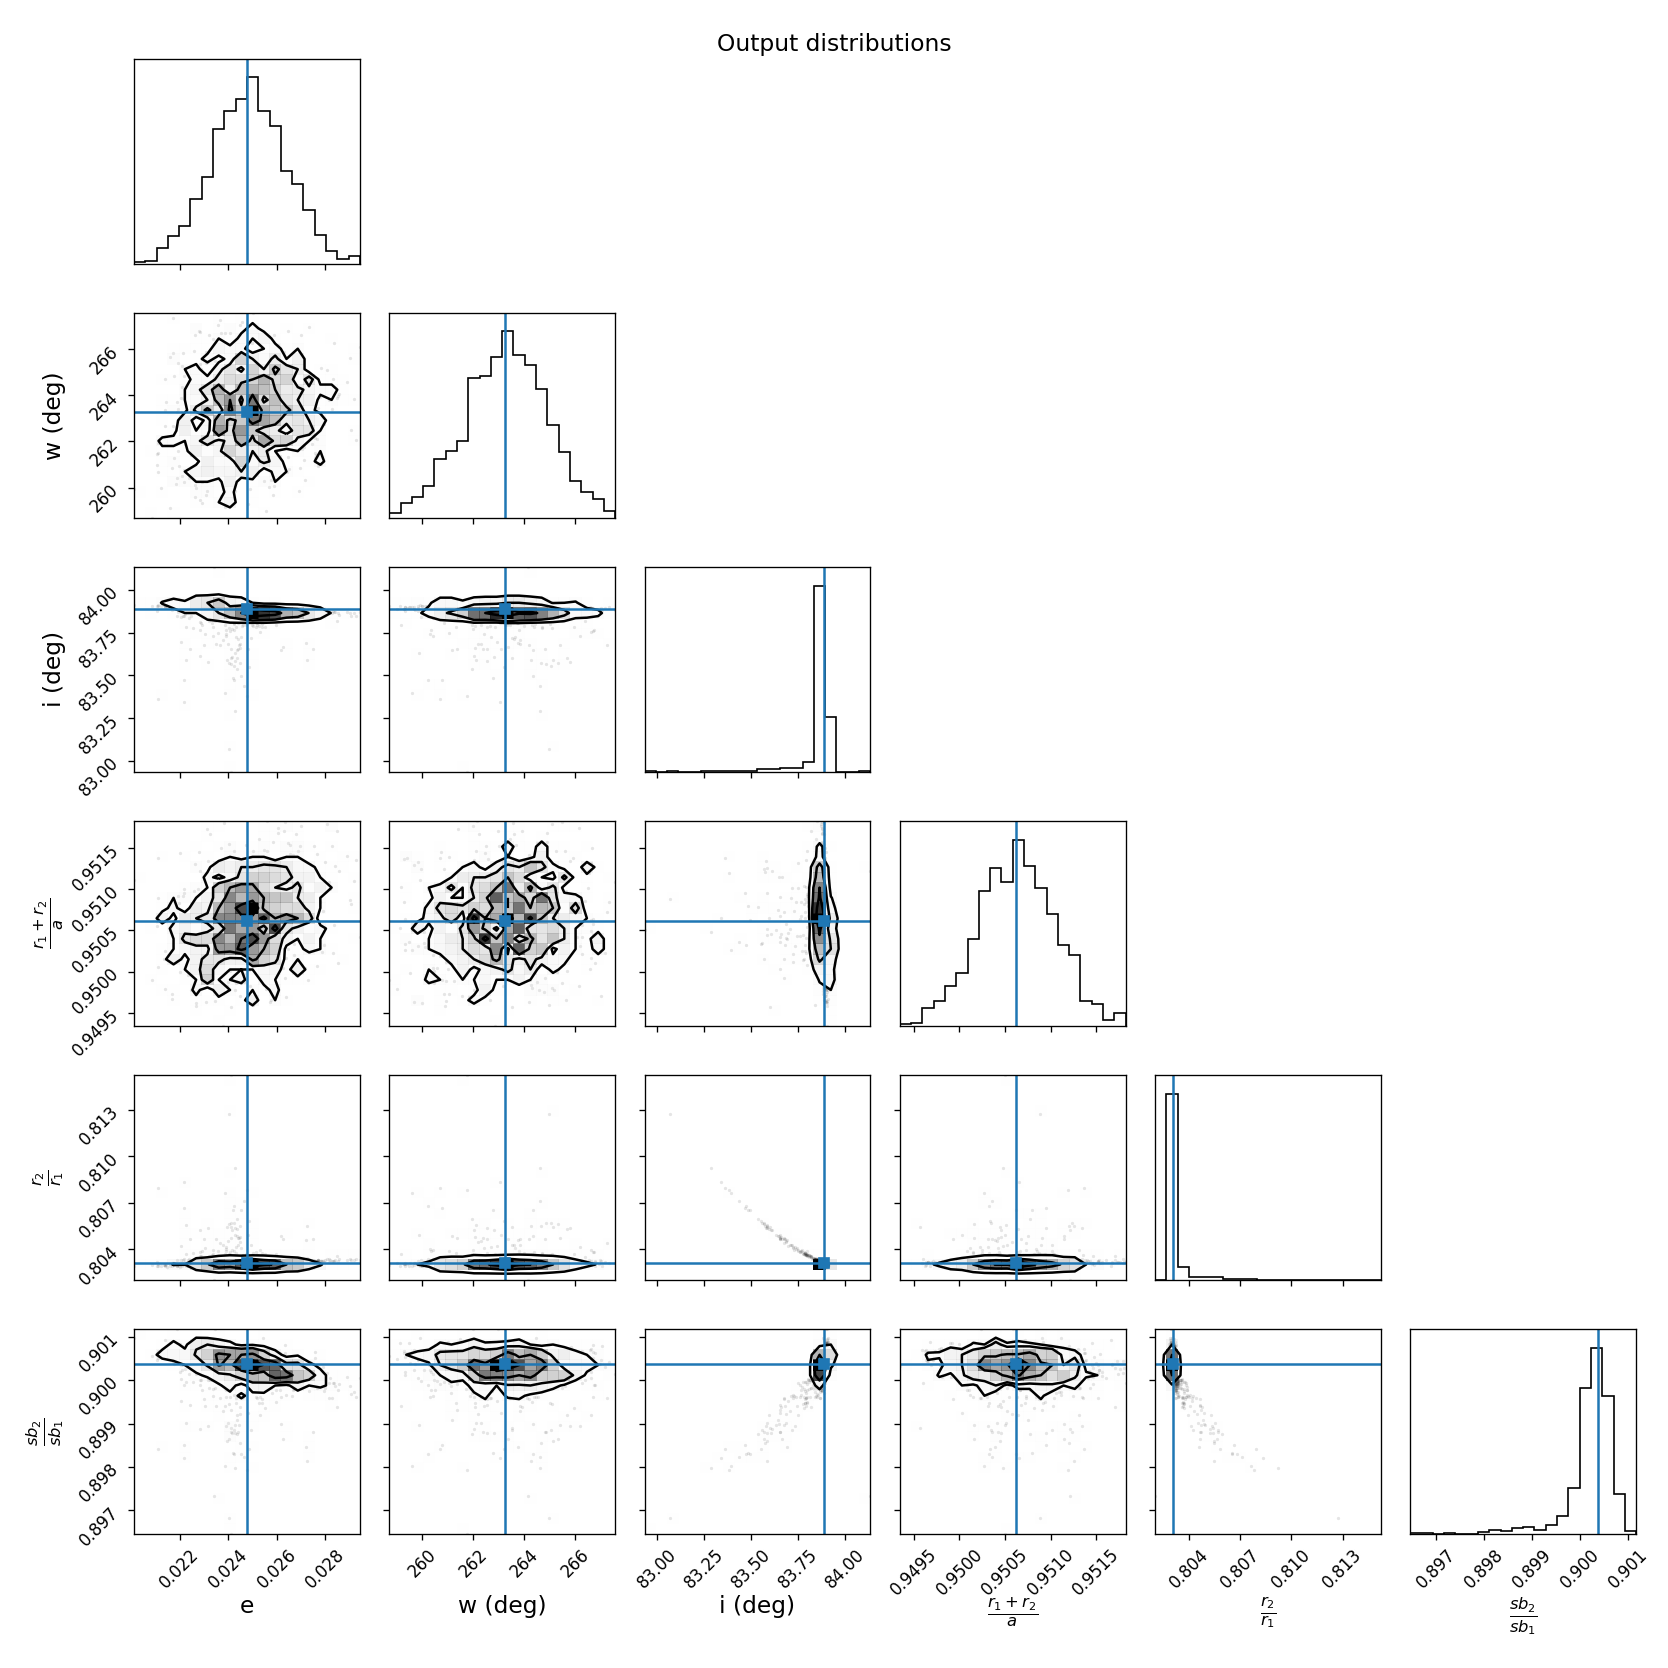 Output distributions
w (deg)
266
264
262
260
i (deg)
84.00
83.75
83.50
83.25
83.00
r1 + r2
a
0.9515
0.9510
0.9505
0.9500
0.9495
r2
r1
0.813
0.810
0.807
0.804
sb2
sb1
0.901
0.900
0.899
0.898
0.897
0.022 0.024 0.026 0.028 260 262 264 266 83.00 83.25 83.50 83.75 84.00 0.9495 0.9500 0.9505 0.9510 0.9515 0.804 0.807 0.810 0.813 0.897 0.898 0.899 0.900 0.901
e w (deg) i (deg)
r1 + r2 r2 sb2
a r1 sb1